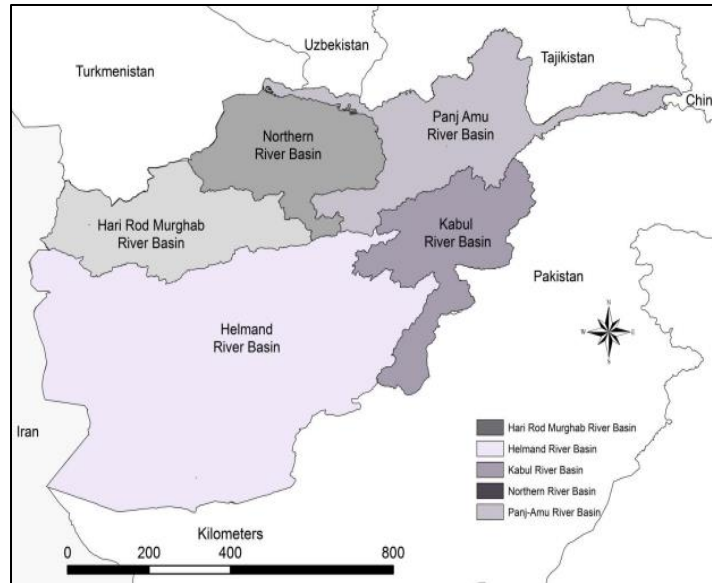 Uzbekistan
Tajikistan
Turkmenistan
Chin
Panj Amu
River Basin
Northern
River Basin
Hari Rod Murghab
River Basin
Kabul
River Basin
Pakistan
N
W
E
S
Helmand
River Basin
Iran
Hari Rod Murghab River Basin
Helmand River Basin
Kabul River Basin
Northern River Basin
Panj-Amu River Basin
Kilometers
0 200 400 800